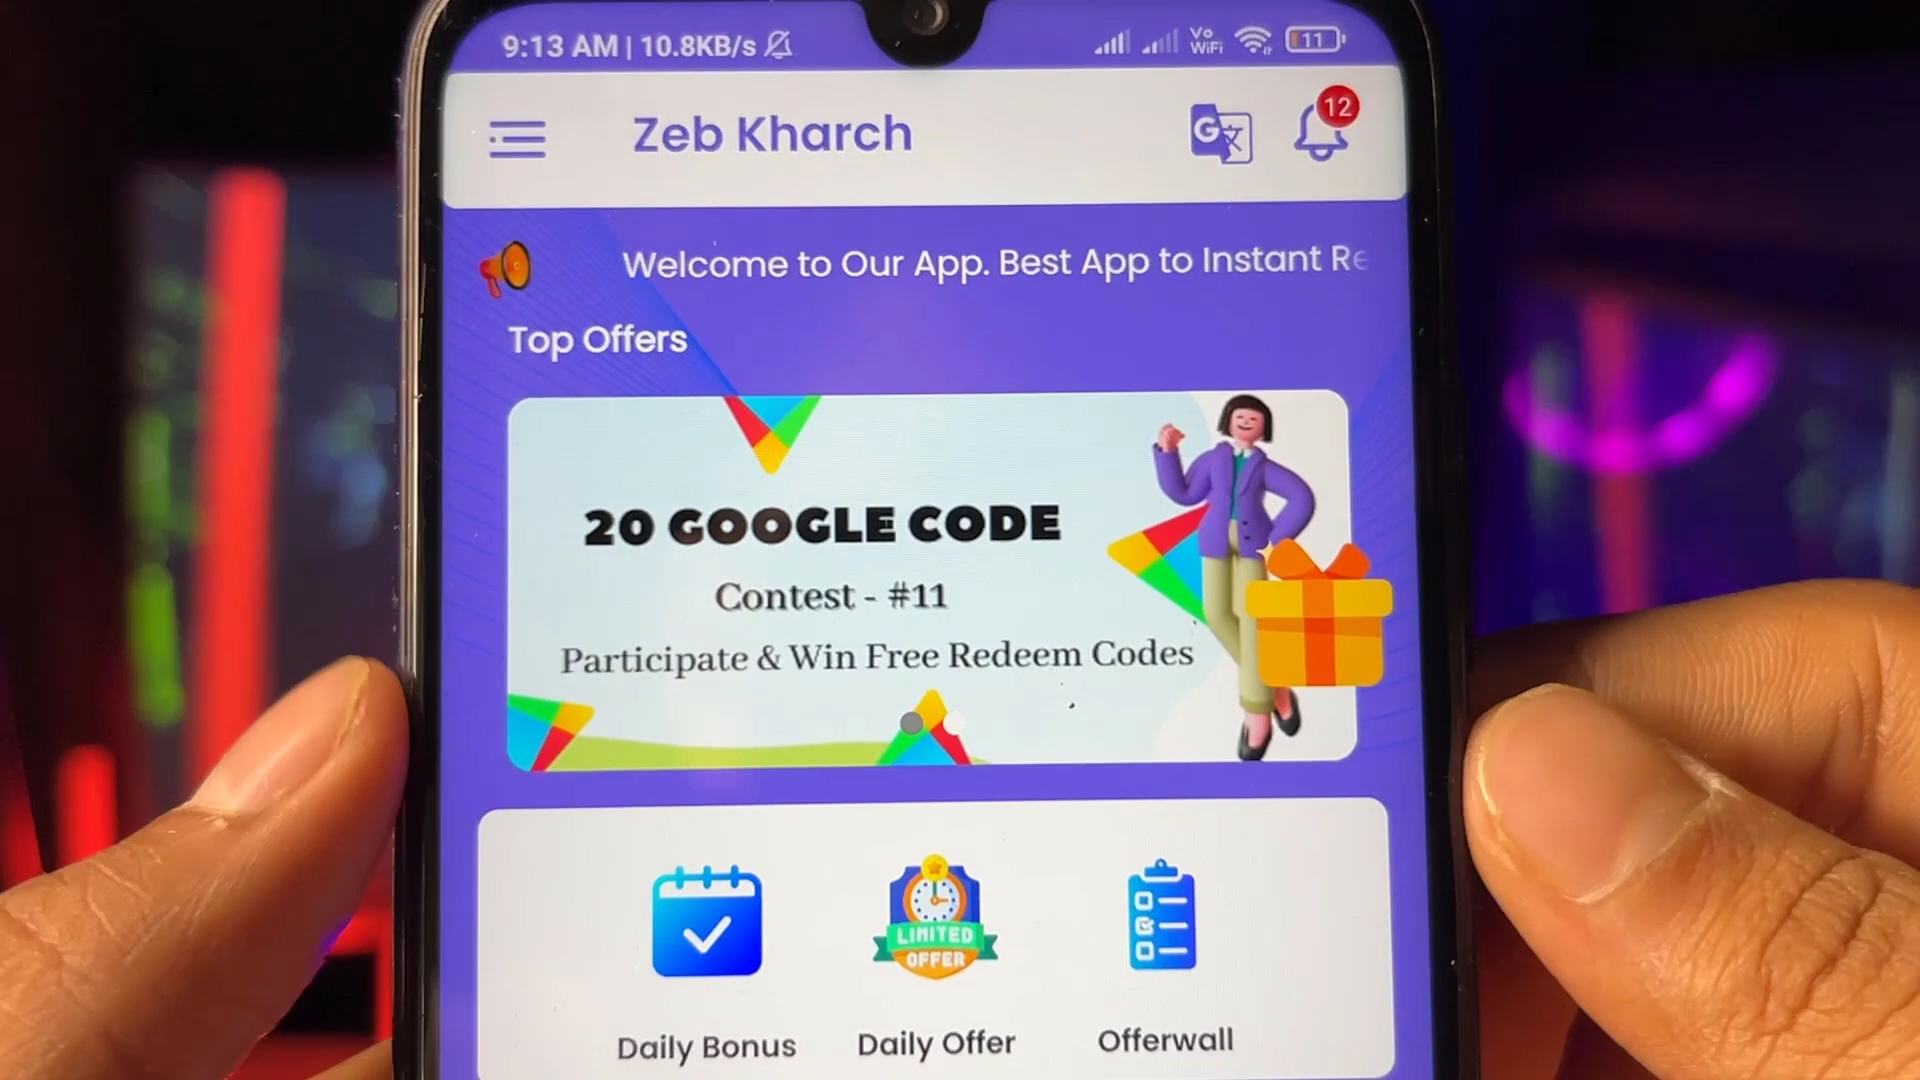 9:13 AM | 10.8KB/s
Vo
WiFi
11
Zeb Kharch
G
12
Welcome to Our App. Best App to Instant Re
Top Offers
20 GOOGLE CODE
Contest - #11
Participate & Win Free Redeem Codes
LIMITED
OFFER
Daily Bonus
Daily Offer
Offerwall